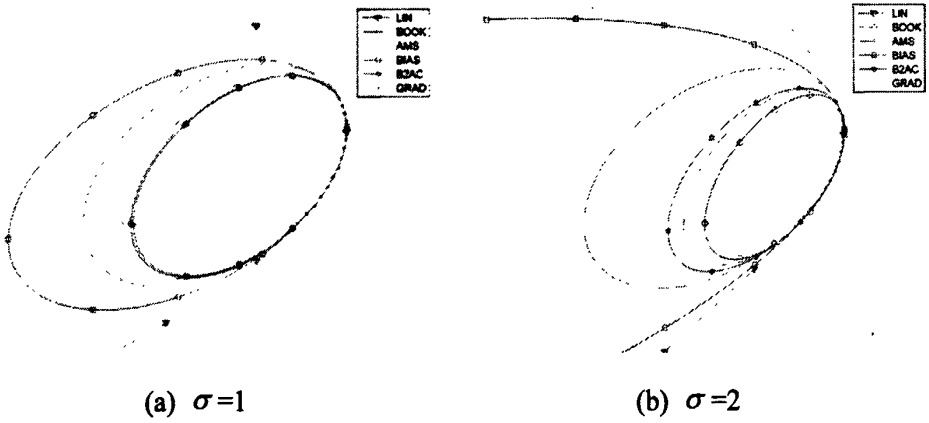 LIN
BOOK
AMS
BIAS
B2AC
GRAD
LIN
BOOK
AMS
BIAS
B2AC
GRAD
(a) σ=1
(b) σ=2